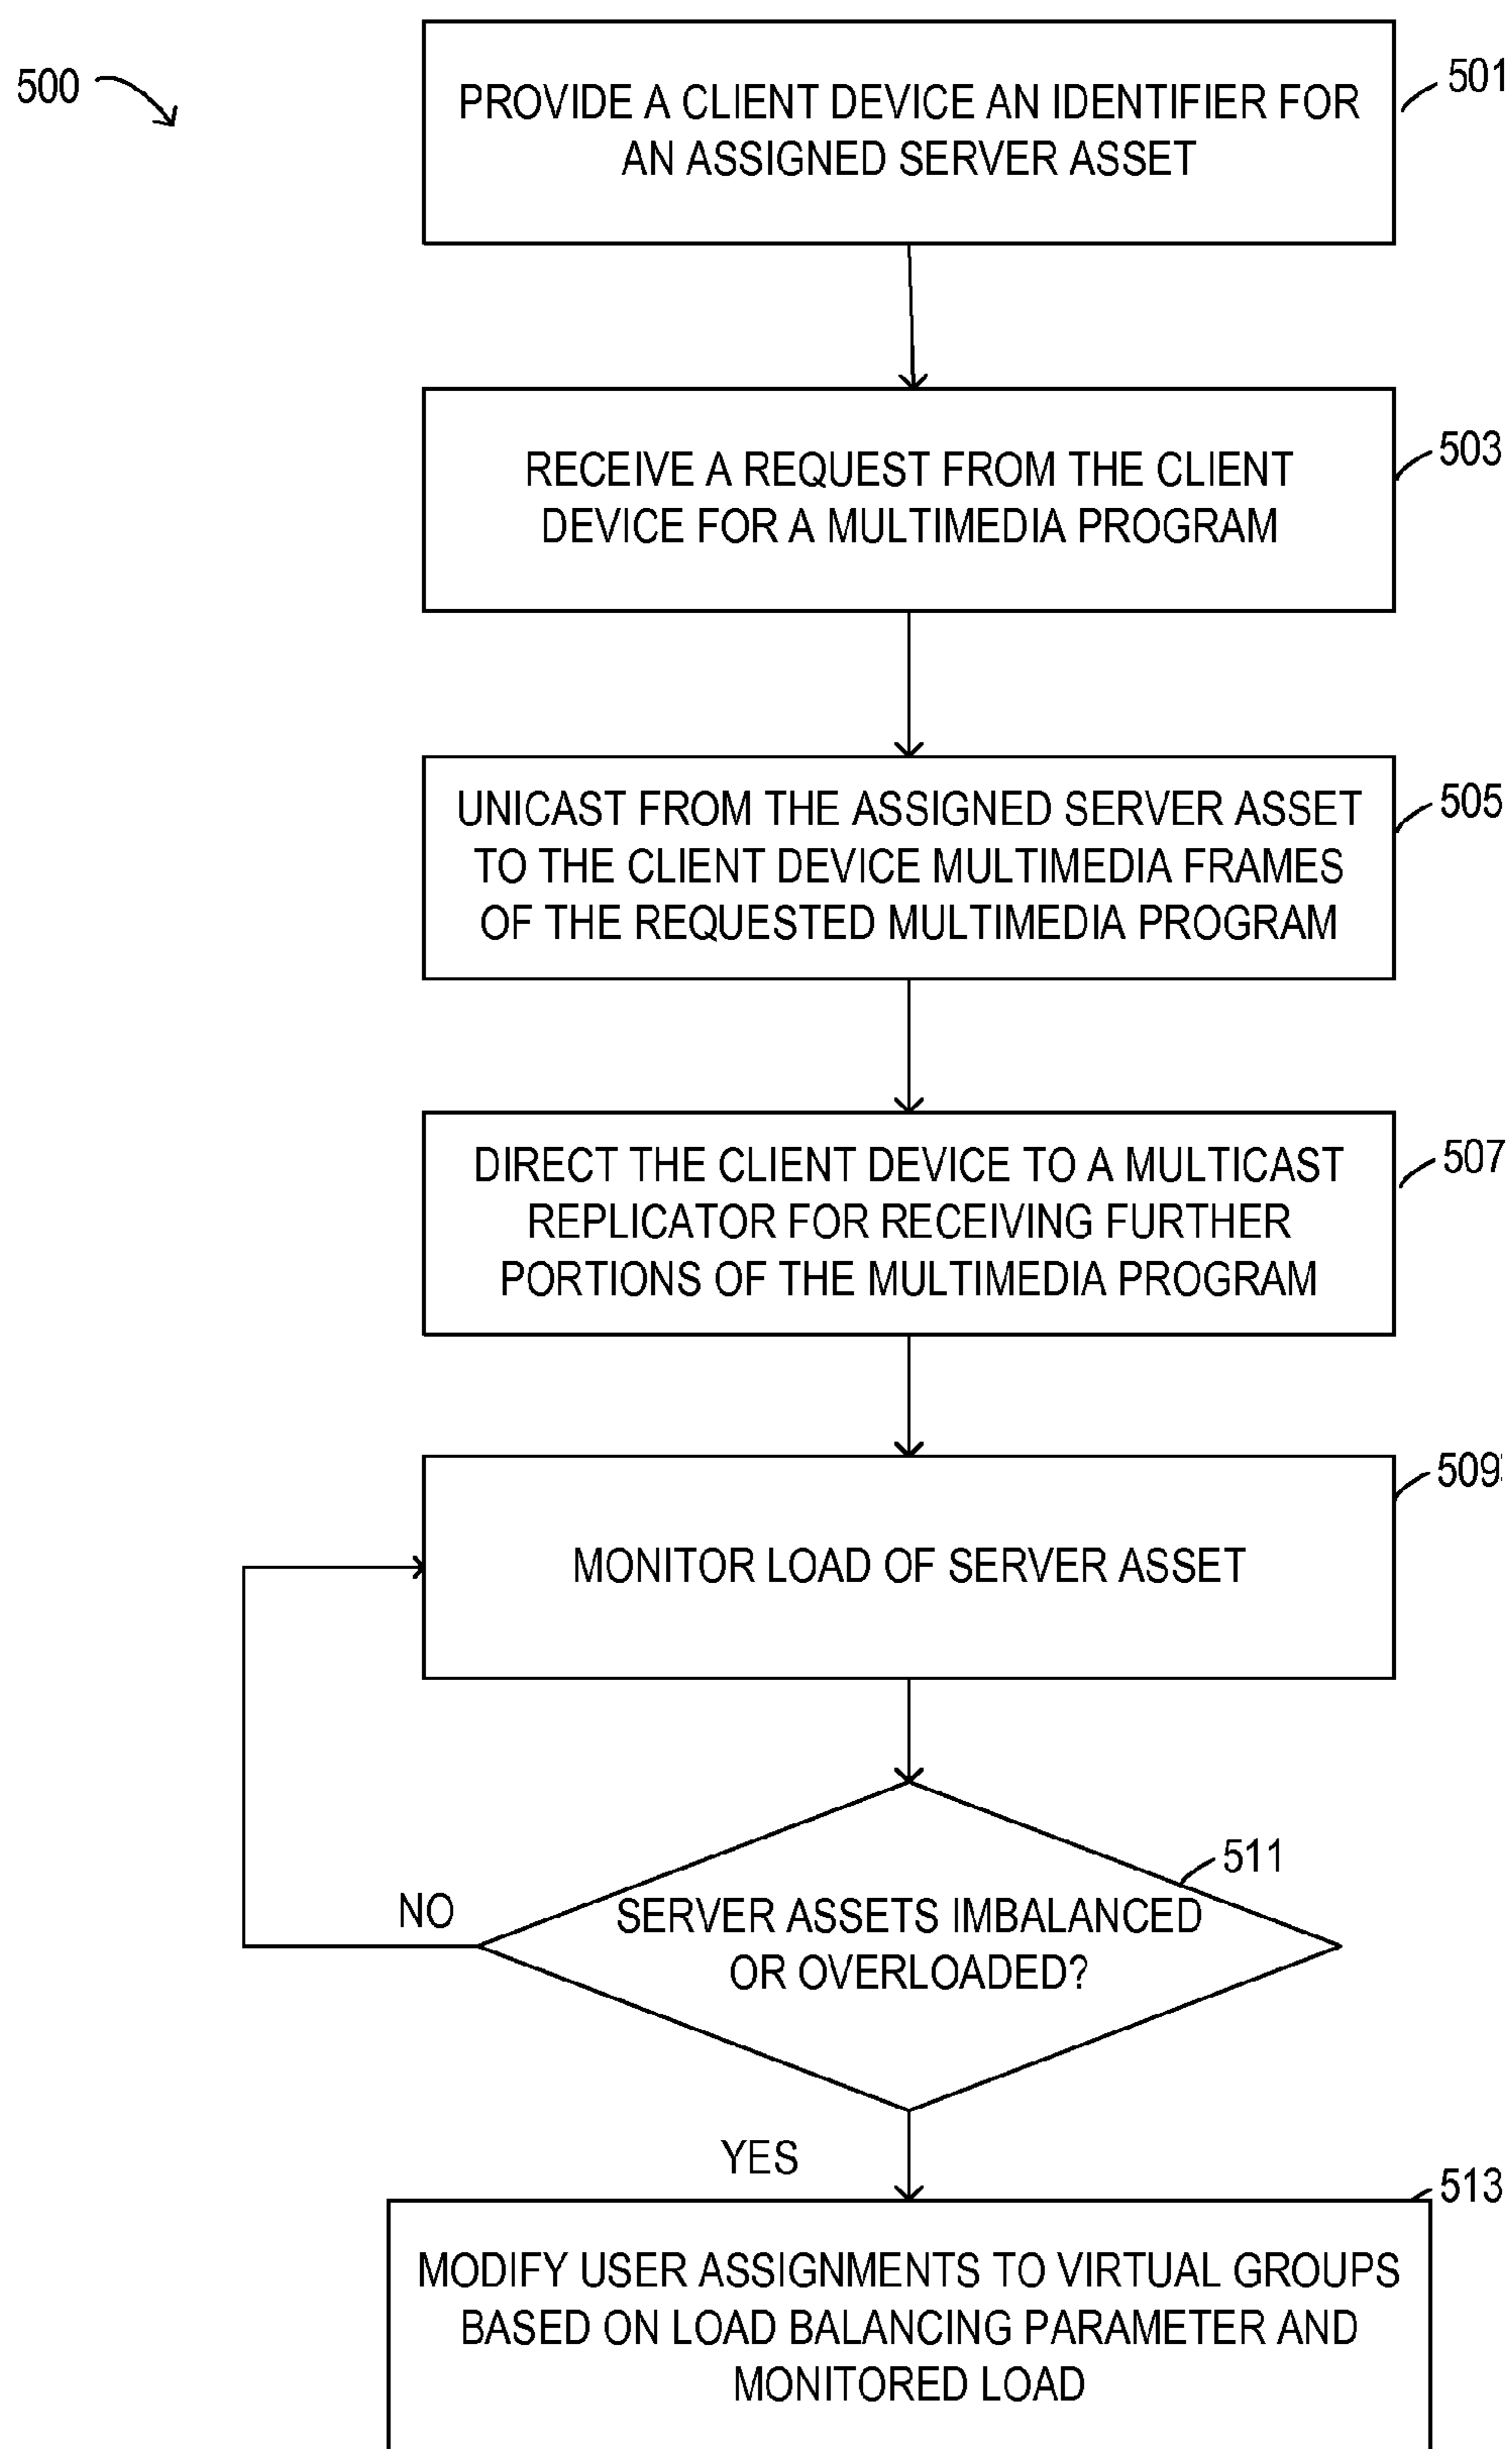 500
501
PROVIDE A CLIENT DEVICE AN IDENTIFIER FOR
AN ASSIGNED SERVER ASSET
503
RECEIVE A REQUEST FROM THE CLIENT
DEVICE FOR A MULTIMEDIA PROGRAM
505
UNICAST FROM THE ASSIGNED SERVER ASSET
TO THE CLIENT DEVICE MULTIMEDIA FRAMES
OF THE REQUESTED MULTIMEDIA PROGRAM
507
DIRECT THE CLIENT DEVICE TO A MULTICAST
REPLICATOR FOR RECEIVING FURTHER
PORTIONS OF THE MULTIMEDIA PROGRAM
509
MONITOR LOAD OF SERVER ASSET
511
SERVER ASSETS IMBALANCED
OR OVERLOADED?
NO
YES
513
MODIFY USER ASSIGNMENTS TO VIRTUAL GROUPS
BASED ON LOAD BALANCING PARAMETER AND
MONITORED LOAD